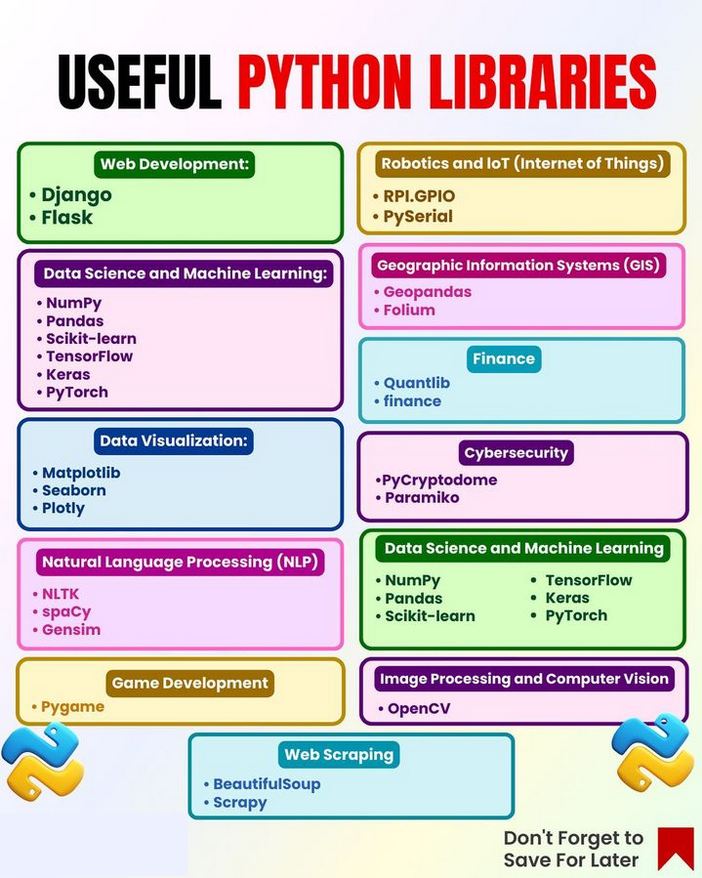 USEFUL PYTHON LIBRARIES
Web Development:
• Django
• Flask
Data Science and Machine Learning:
• NumPy
• Pandas
• Scikit-learn
• TensorFlow
• Keras
• PyTorch
Data Visualization:
• Matplotlib
• Seaborn
• Plotly
Natural Language Processing (NLP)
• NLTK
• spaCy
• Gensim
Game Development
• Pygame
Robotics and IoT (Internet of Things)
• RPI.GPIO
• PySerial
Geographic Information Systems (GIS)
• Geopandas
• Folium
Finance
• Quantlib
• finance
Cybersecurity
•PyCryptodome
• Paramiko
Data Science and Machine Learning
• NumPy
• Pandas
• Scikit-learn
• TensorFlow
• Keras
• PyTorch
Image Processing and Computer Vision
• OpenCV
Web Scraping
• BeautifulSoup
• Scrapy
Don't Forget to
Save For Later